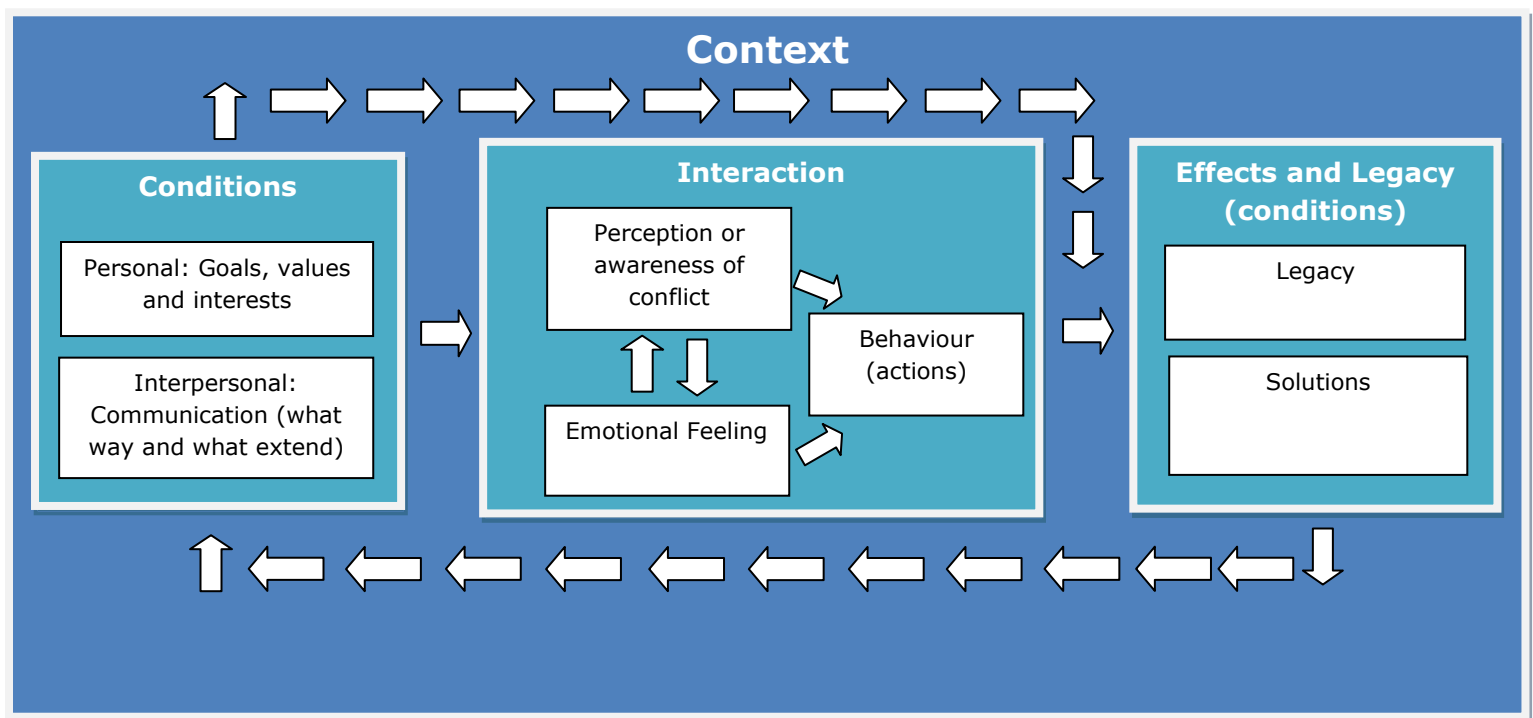 Context
Conditions
Personal: Goals, values
and interests
Interpersonal:
Communication (what
way and what extend)
Interaction
Perception or
awareness of
conflict
Emotional Feeling
Behaviour
(actions)
Effects and Legacy
(conditions)
Legacy
Solutions